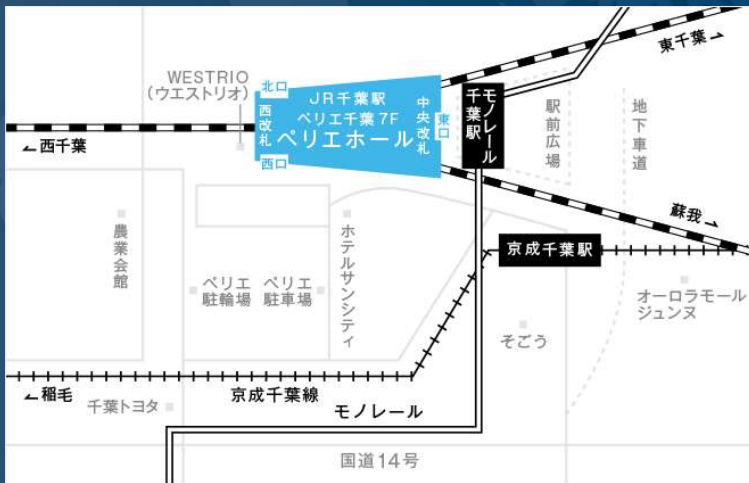 東千葉
WESTRIO
(ウエストリオ)
北口
JR千葉駅
ペリエ千葉 7F
ペリエホール
西改札
中央改札
東口
西口
モノレール
千葉駅
駅前広場
地下車道
西千葉
蘇我
農業会館
ペリエ
駐輪場
ペリエ
駐車場
ホテルサンシティ
京成千葉駅
オーロラモール
ジュンヌ
そごう
稲毛
京成千葉線
千葉トヨタ
モノレール
国道14号